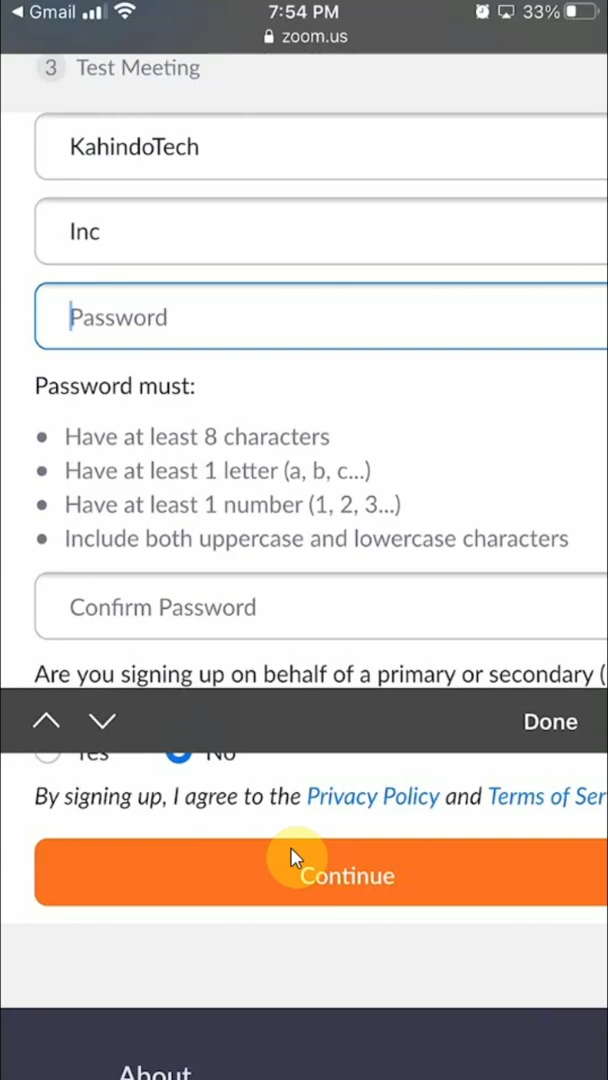 Gmail 7:54 PM 33%
zoom.us
3 Test Meeting
KahindoTech
Inc
Password
Password must:
• Have at least 8 characters
• Have at least 1 letter (a, b, c...)
• Have at least 1 number (1, 2, 3...)
• Include both uppercase and lowercase characters
Confirm Password
Are you signing up on behalf of a primary or secondary (
Done
Yes No
By signing up, I agree to the Privacy Policy and Terms of Ser
Continue
About